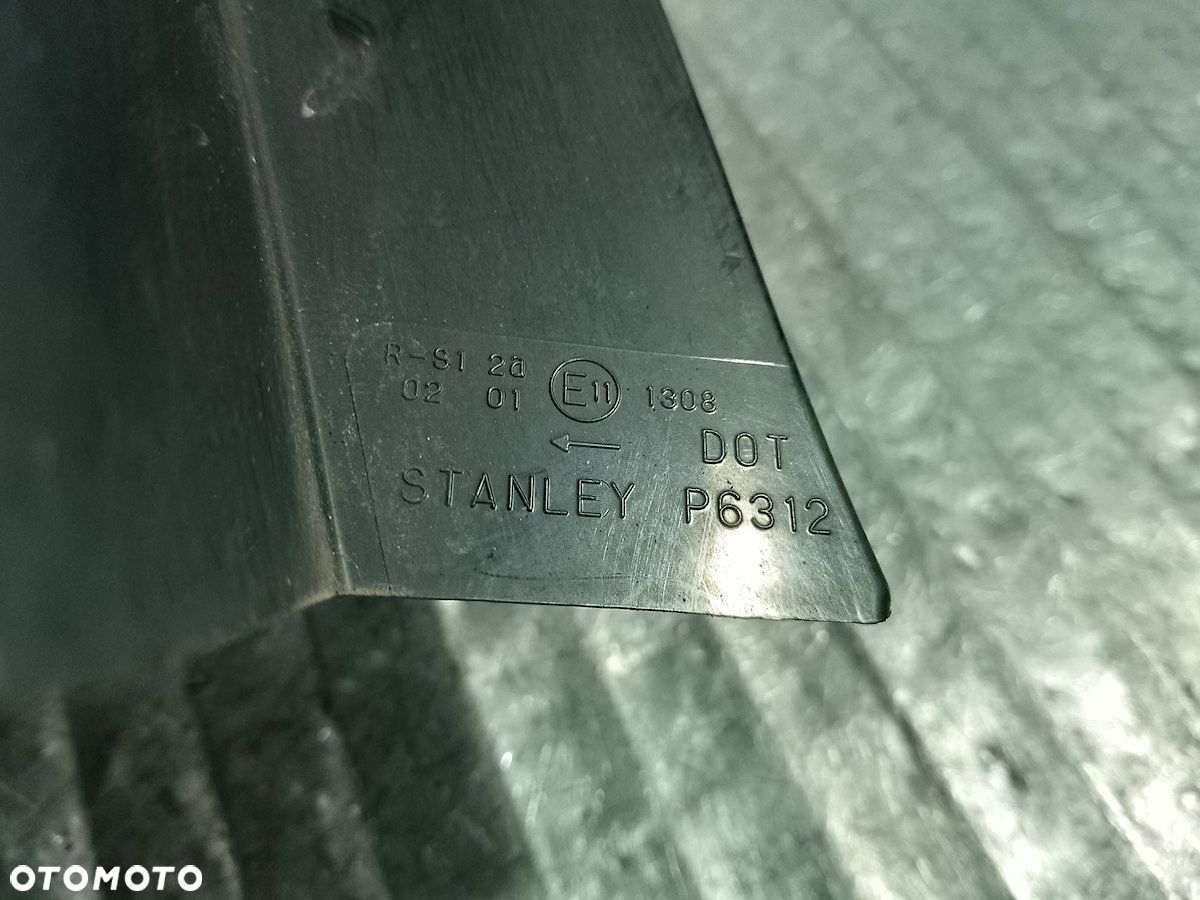 R-S1 2a
02 01 E11 1308
←
DOT
STANLEY P6312
OTOMOTO